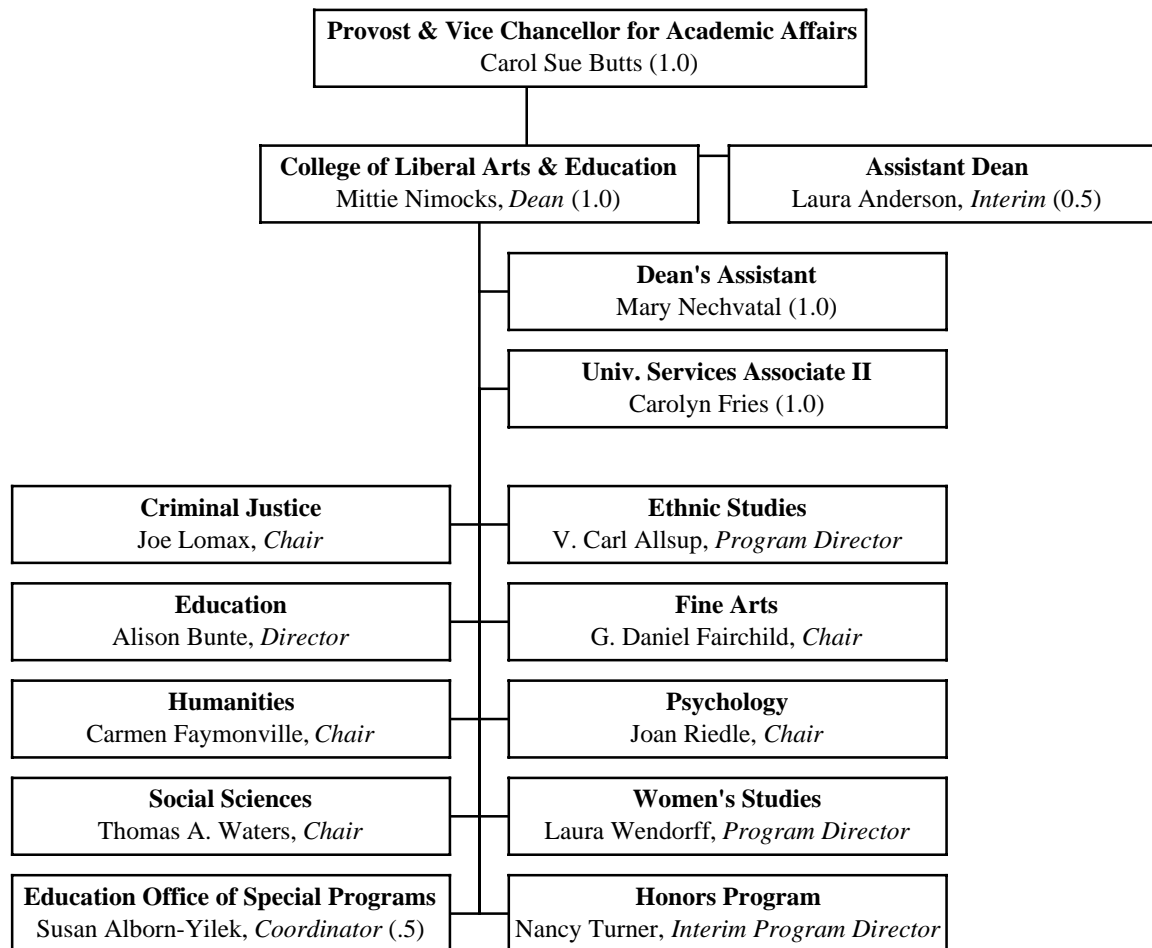 Provost & Vice Chancellor for Academic Affairs
Carol Sue Butts (1.0)
College of Liberal Arts & Education
Mittie Nimocks, Dean (1.0)
Assistant Dean
Laura Anderson, Interim (0.5)
Dean's Assistant
Mary Nechvatal (1.0)
Univ. Services Associate II
Carolyn Fries (1.0)
Criminal Justice
Joe Lomax, Chair
Ethnic Studies
V. Carl Allsup, Program Director
Education
Alison Bunte, Director
Fine Arts
G. Daniel Fairchild, Chair
Humanities
Carmen Faymonville, Chair
Psychology
Joan Riedle, Chair
Social Sciences
Thomas A. Waters, Chair
Women's Studies
Laura Wendorff, Program Director
Education Office of Special Programs
Susan Alborn-Yilek, Coordinator (.5)
Honors Program
Nancy Turner, Interim Program Director